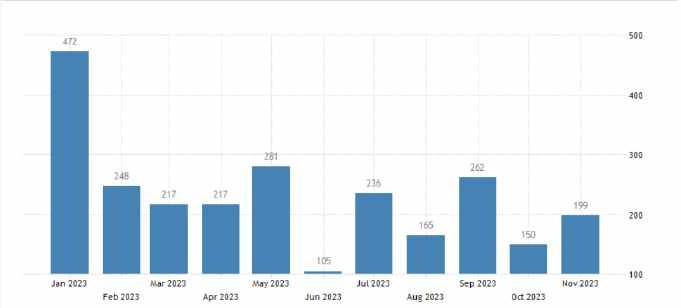 472
500
400
281
300
248
262
236
217
217
199
200
165
150
105
100
Jan 2023
Mar 2023
May 2023
Jul 2023
Sep 2023
Nov 2023
Feb 2023
Apr 2023
Jun 2023
Aug 2023
Oct 2023